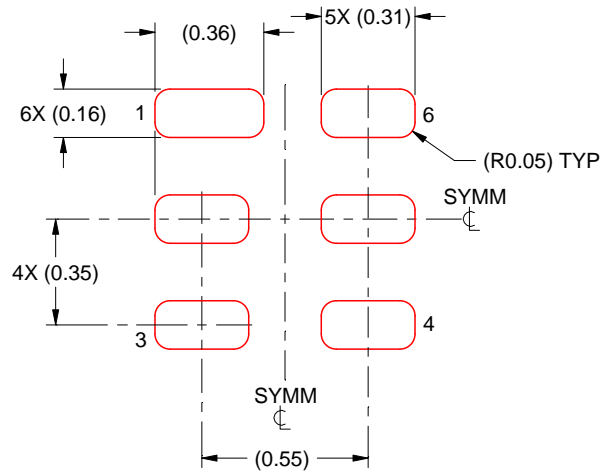 (0.36)
5X (0.31)
6X (0.16)
1
6
(R0.05) TYP
SYMM
℄
4X (0.35)
3
4
SYMM
℄
(0.55)